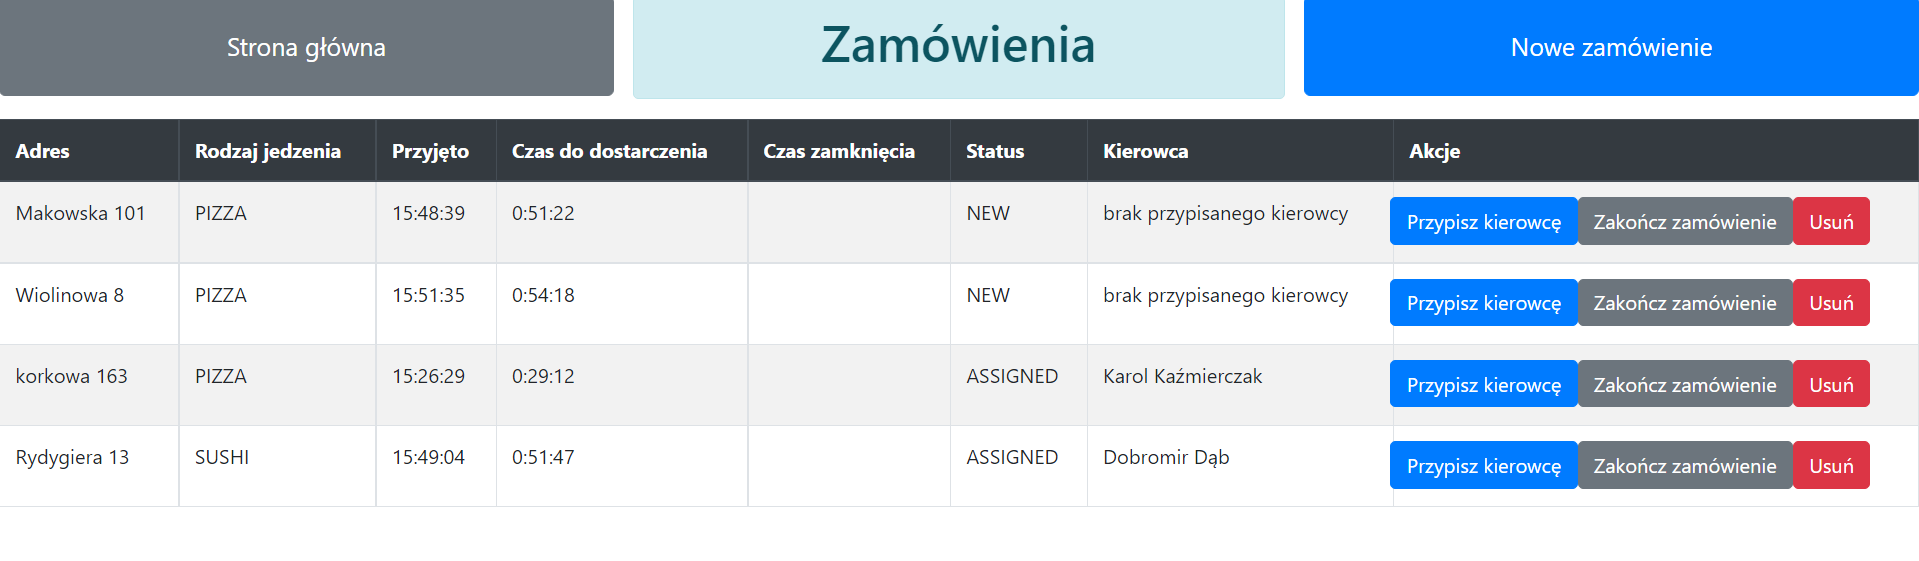 Strona główna
Zamówienia
Nowe zamówienie
Adres Rodzaj jedzenia Przyjęto Czas do dostarczenia Czas zamknięcia Status Kierowca Akcje
Makowska 101 PIZZA 15:48:39 0:51:22 NEW brak przypisanego kierowcy Przypisz kierowcę Zakończ zamówienie Usuń
Wiolinowa 8 PIZZA 15:51:35 0:54:18 NEW brak przypisanego kierowcy Przypisz kierowcę Zakończ zamówienie Usuń
korkowa 163 PIZZA 15:26:29 0:29:12 ASSIGNED Karol Kaźmierczak Przypisz kierowcę Zakończ zamówienie Usuń
Rydygiera 13 SUSHI 15:49:04 0:51:47 ASSIGNED Dobromir Dąb Przypisz kierowcę Zakończ zamówienie Usuń